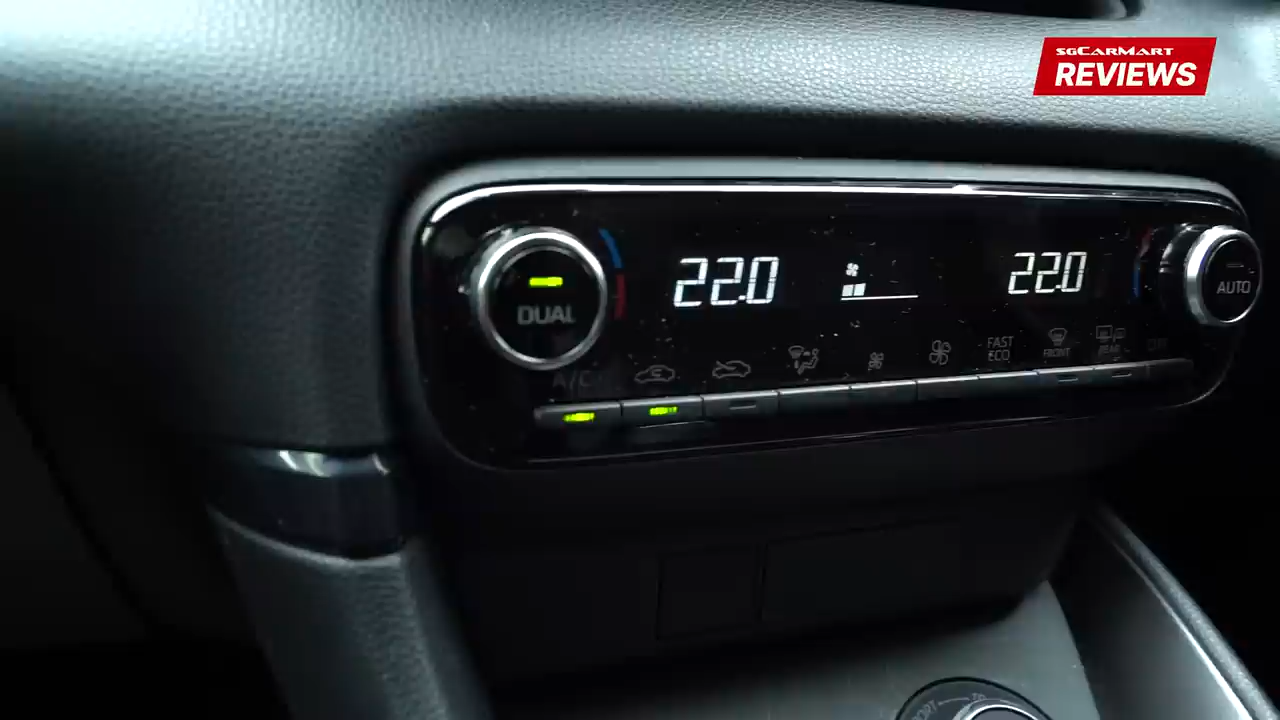 sgCarMart
REVIEWS
22.0
22.0
DUAL
AUTO
A/C
FAST
ECO
FRONT
REAR